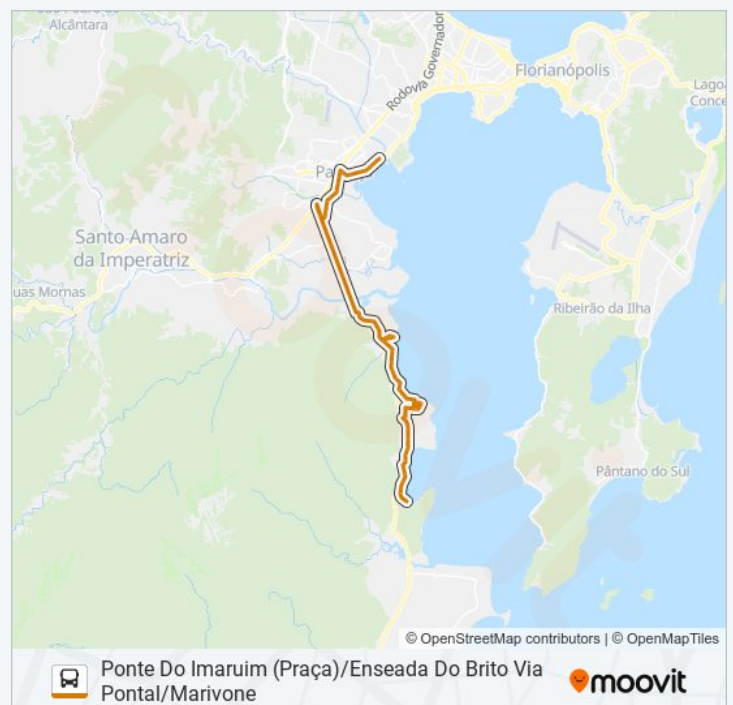 Alcântara
Rodovia Governador
Florianópolis
Lagoa
Conce
Pa
Santo Amaro
da Imperatriz
uas Momas
Ribeirão da Ilha
Pântano do Sul
© OpenStreetMap contributors | © OpenMapTiles
Ponte Do Imaruim (Praça)/Enseada Do Brito Via
Pontal/Marivone
moovit